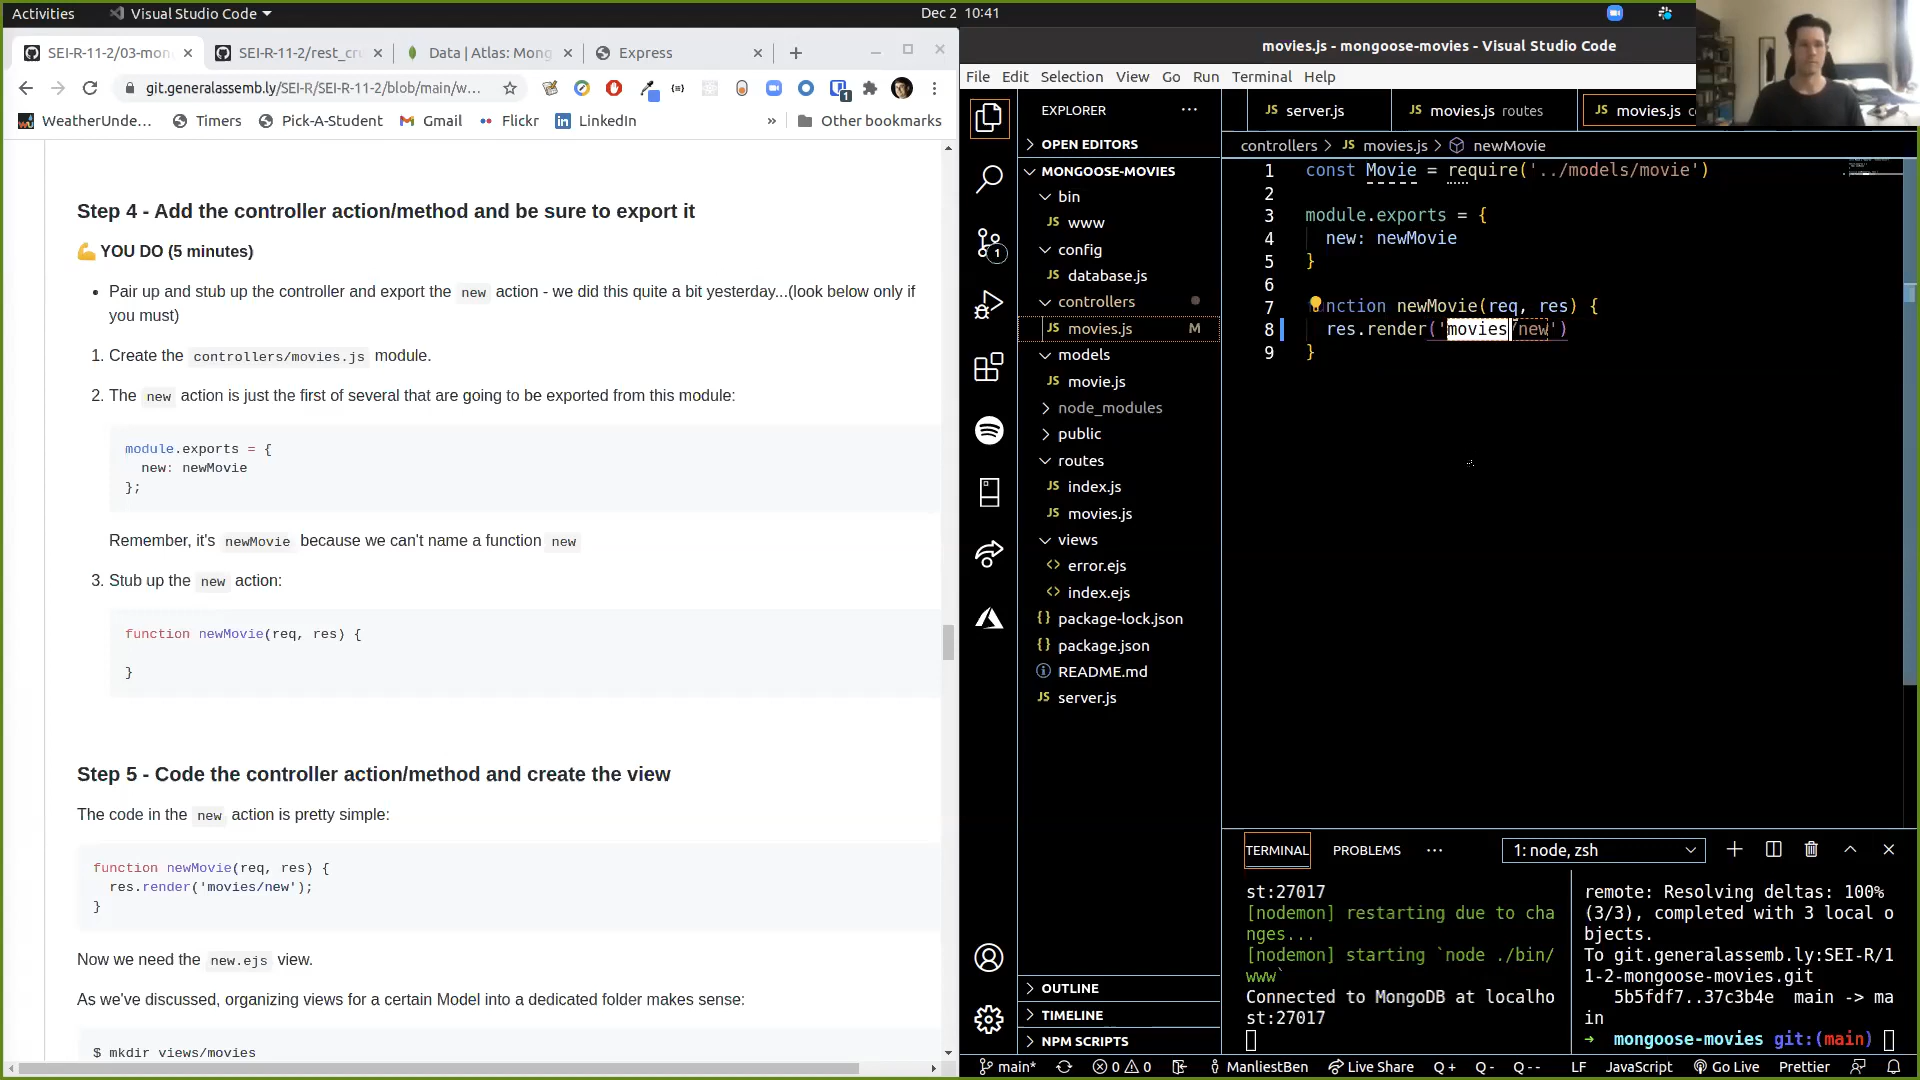 Activities
Visual Studio Code
Dec 2 10:41
SEI-R-11-2/03-mon
SEI-R-11-2/rest_cru
Data | Atlas: Mong
Express
git.generalassemb.ly/SEI-R/SEI-R-11-2/blob/main/w...
WeatherUnde...
Timers
Pick-A-Student
Gmail
Flickr
LinkedIn
»
Other bookmarks
Step 4 - Add the controller action/method and be sure to export it
💪 YOU DO (5 minutes)
• Pair up and stub up the controller and export the new action - we did this quite a bit yesterday...(look below only if
you must)
1. Create the controllers/movies.js module.
2. The new action is just the first of several that are going to be exported from this module:
module.exports = {
new: newMovie
};
Remember, it's newMovie because we can't name a function new
3. Stub up the new action:
function newMovie(req, res) {
}
Step 5 - Code the controller action/method and create the view
The code in the new action is pretty simple:
function newMovie(req, res) {
res.render('movies/new');
}
Now we need the new.ejs view.
As we've discussed, organizing views for a certain Model into a dedicated folder makes sense:
$ mkdir views/movies
movies.js - mongoose-movies - Visual Studio Code
File Edit Selection View Go Run Terminal Help
EXPLORER
OPEN EDITORS
MONGOOSE-MOVIES
bin
www
config
JS database.js
controllers
JS movies.js M
models
JS movie.js
node_modules
public
routes
JS index.js
JS movies.js
views
<> error.ejs
<> index.ejs
{} package-lock.json
{} package.json
README.md
JS server.js
OUTLINE
TIMELINE
NPM SCRIPTS
JS server.js
JS movies.js routes
JS movies.js
controllers > JS movies.js > newMovie
1 const Movie = require('../models/movie')
2
3 module.exports = {
4 new: newMovie
5 }
6
7 nction newMovie(req, res) {
8 res.render('movies/new')
9 }
TERMINAL
PROBLEMS
···
1: node, zsh
st:27017
[nodemon] restarting due to cha
nges...
[nodemon] starting `node ./bin/
www`
Connected to MongoDB at localho
st:27017
remote: Resolving deltas: 100%
(3/3), completed with 3 local o
bjects.
To git.generalassemb.ly:SEI-R/1
1-2-mongoose-movies.git
5b5fdf7..37c3b4e main -> ma
in
→ mongoose-movies git:(main)
main*
0 0
ManliestBen
Live Share
Q +
Q -
Q - -
LF
JavaScript
Go Live
Prettier